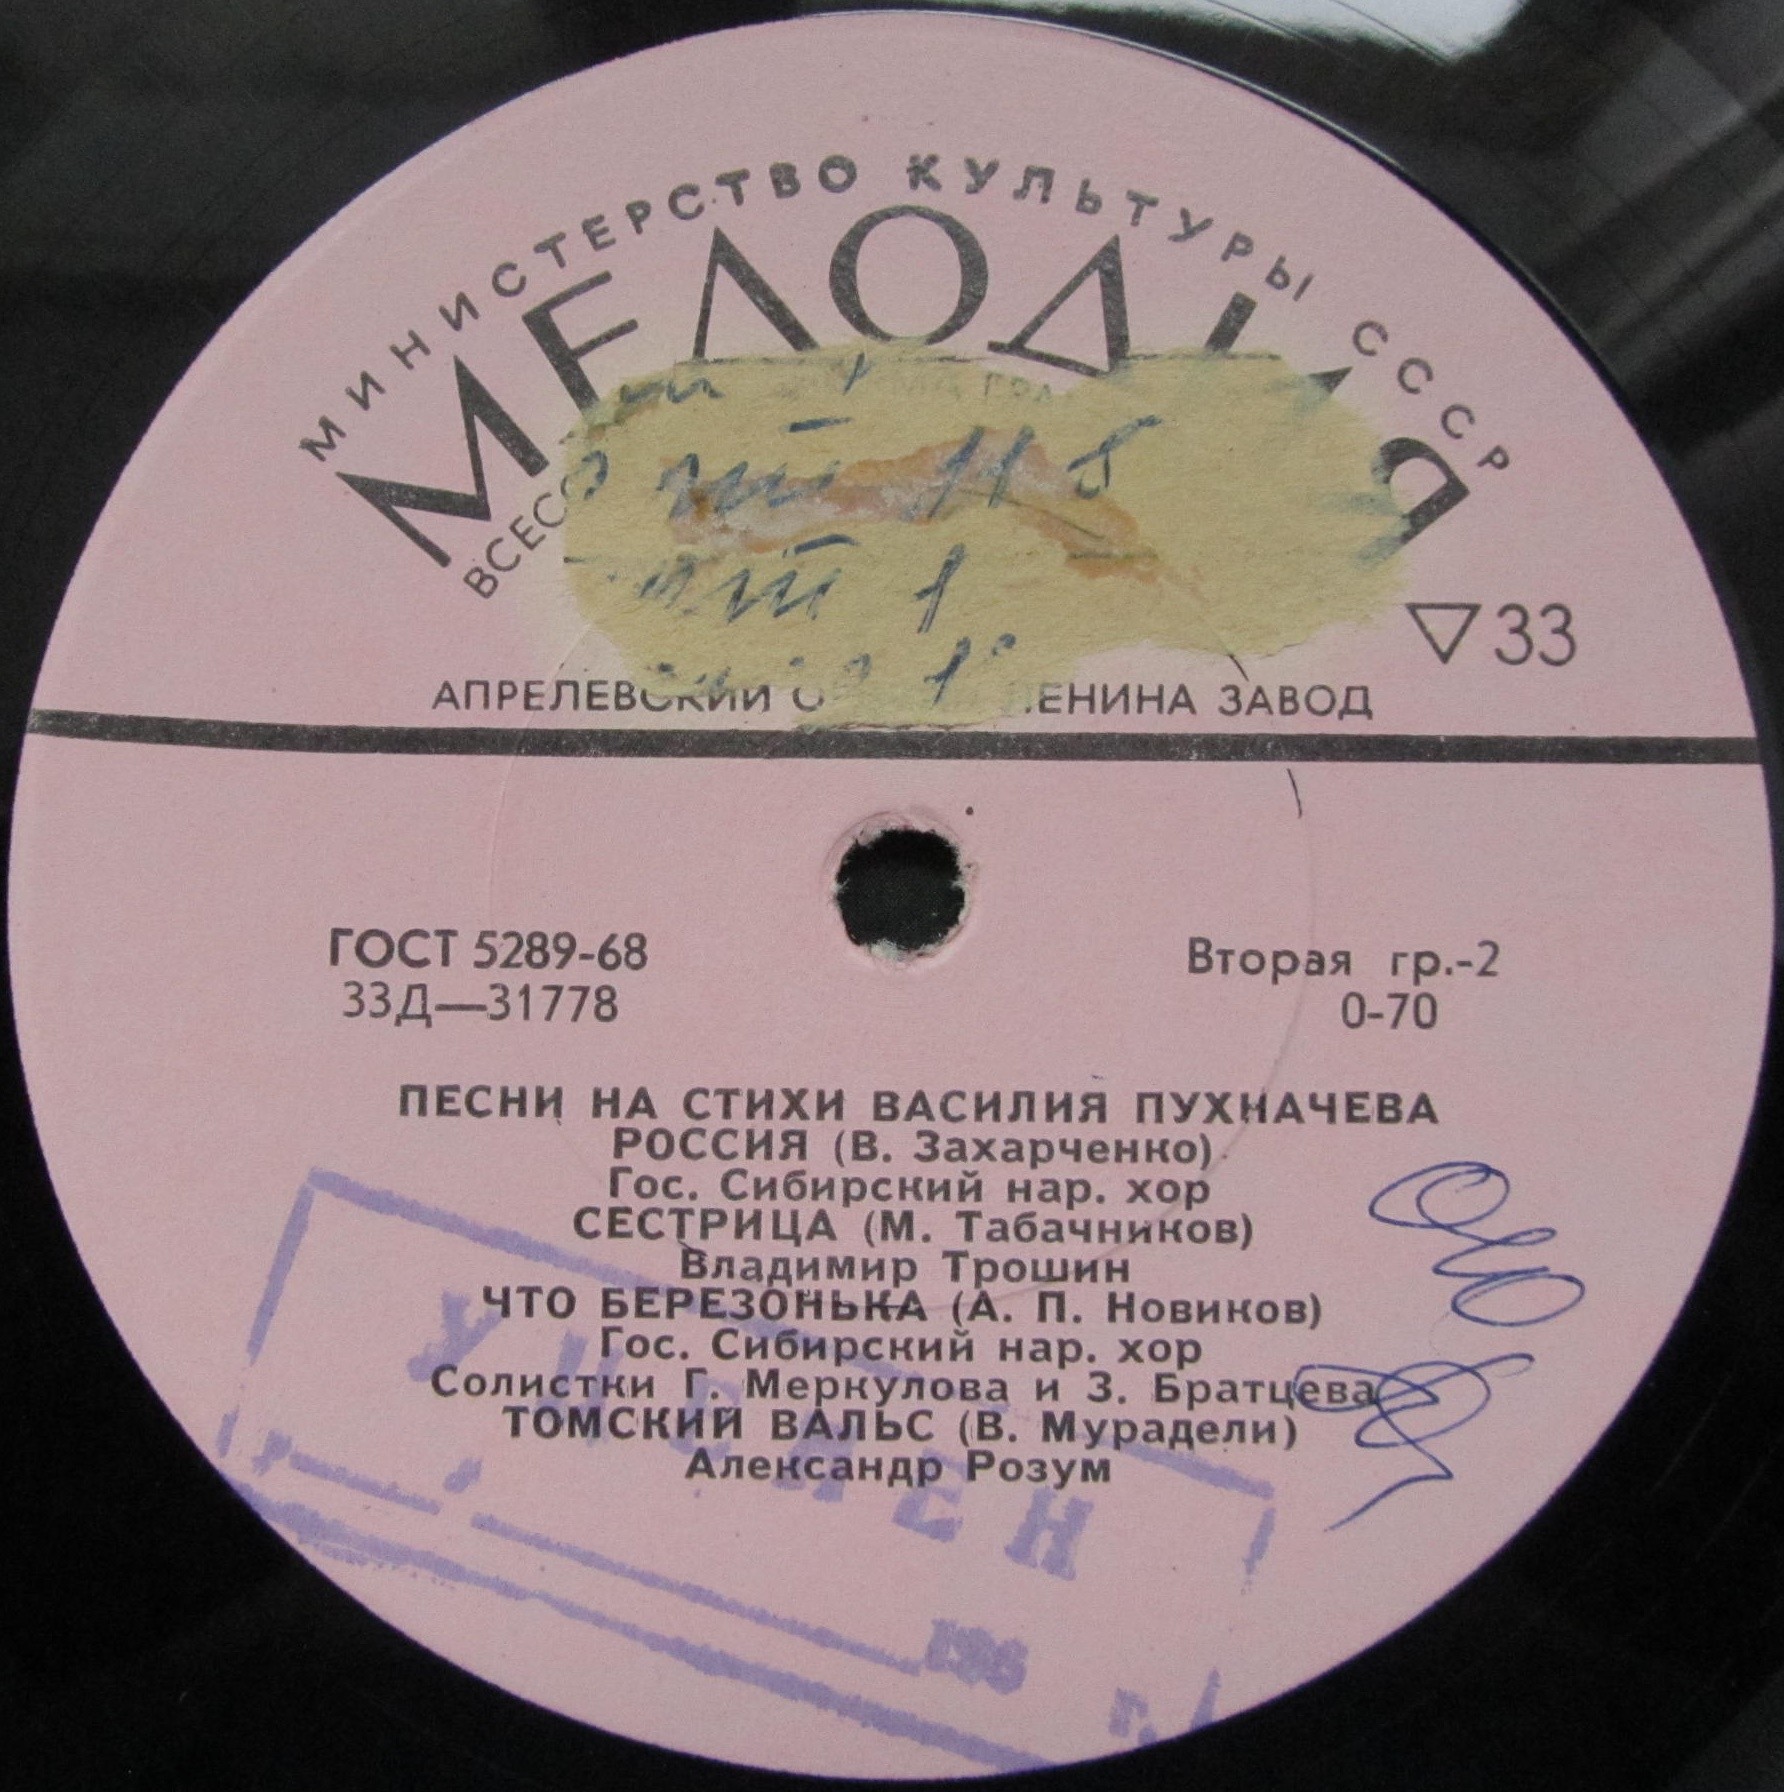 МИНИСТЕРСТВО КУЛЬТУРЫ СССР
МЕЛОДИЯ
33
АПРЕЛЕВСКИЙ ЛЕНИНА ЗАВОД
ГОСТ 5289-68
Вторая гр.-2
33Д—31778
0-70
ПЕСНИ НА СТИХИ ВАСИЛИЯ ПУХНАЧЕВА
РОССИЯ (В. Захарченко)
Гос. Сибирский нар. хор
СЕСТРИЦА (М. Табачников)
Владимир Трошин
ЧТО БЕРЕЗОНЬКА (А. П. Новиков)
Гос. Сибирский нар. хор
Солистки Г. Меркулова и З. Братцева
ТОМСКИЙ ВАЛЬС (В. Мурадели)
Александр Розум